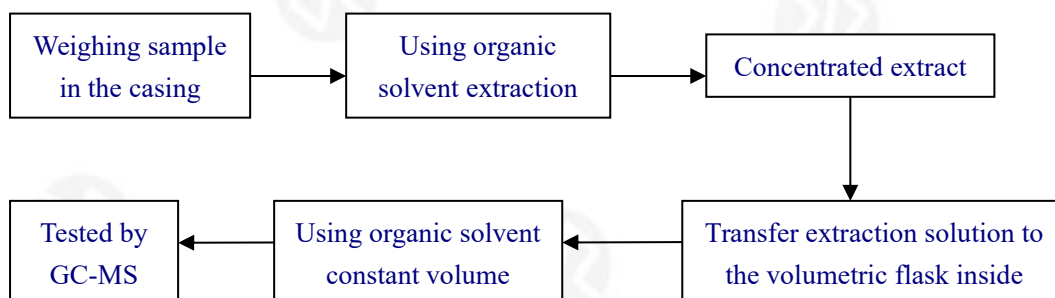 Weighing sample
in the casing
Using organic
solvent extraction
Concentrated extract
Transfer extraction solution to
the volumetric flask inside
Using organic solvent
constant volume
Tested by
GC-MS